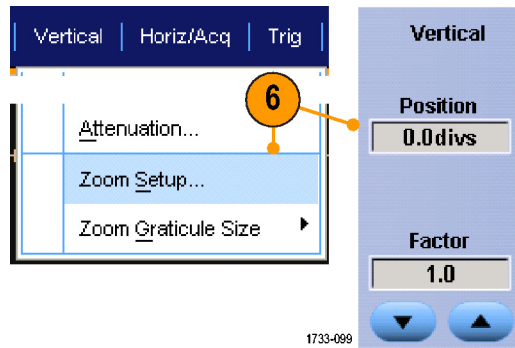 Vertical Horiz/Acq Trig
6
Attenuation...
Zoom Setup...
Zoom Graticule Size
Vertical
Position
0.0divs
Factor
1.0
1733-099